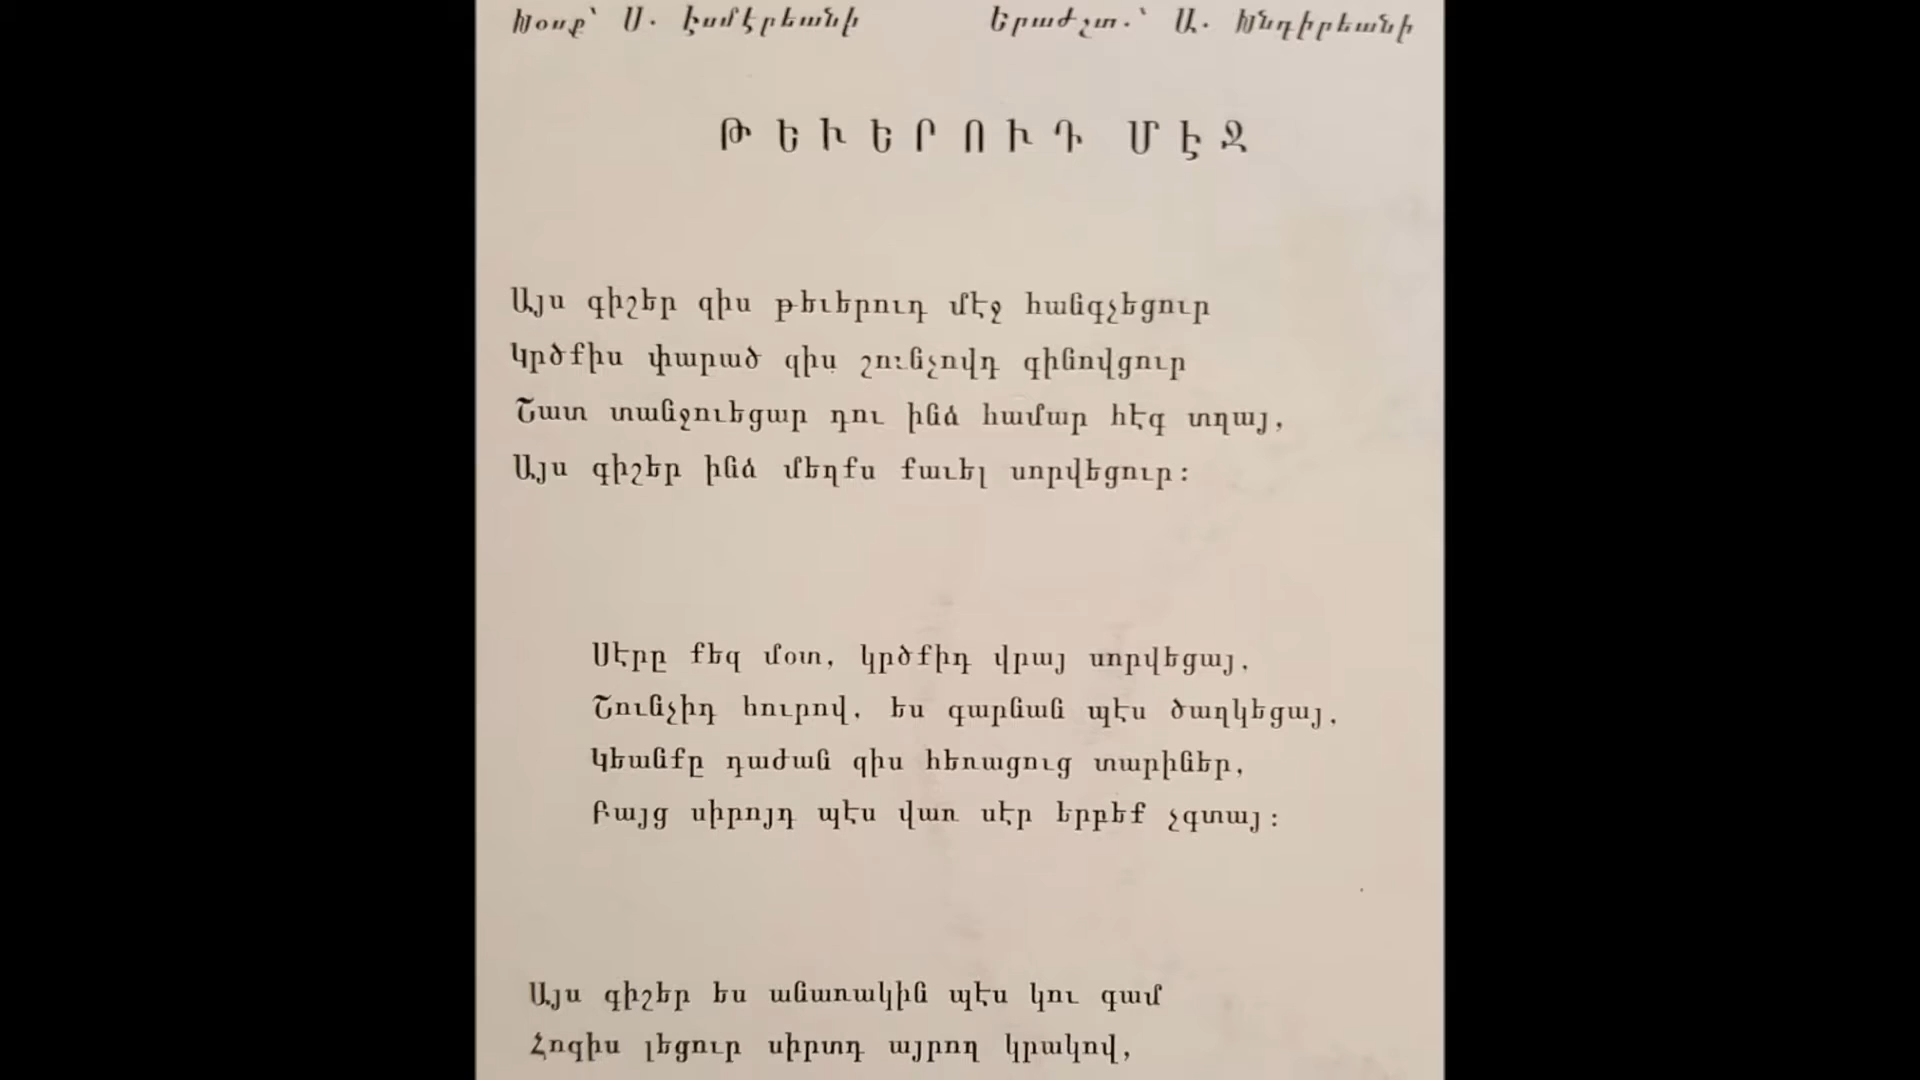 Խօսք՝ Ս. Իսմէրեանի Երաժշտ.՝ Ա. Խնդիրեանի
ԹԵՒԵՐՈՒԴ ՄԷՋ
Այս գիշեր զիս թեւերուդ մէջ հանգչեցուր
Կրծքիս փարած զիս շունչովդ գինովցուր
Շատ տանջուեցար դու ինձ համար հէգ տղայ,
Այս գիշեր ինձ մեղքս քաւել սորվեցուր:
Սէրը քեզ մօտ, կրծքիդ վրայ սորվեցայ.
Շունչիդ հուրով, ես գարնան պէս ծաղկեցայ.
Կեանքը դաժան զիս հեռացուց տարիներ,
Բայց սիրոյդ պէս վառ սէր երբեք չգտայ:
Այս գիշեր ես անառակին պէս կու գամ
Հոգիս լեցուր սիրտդ այրող կրակով,